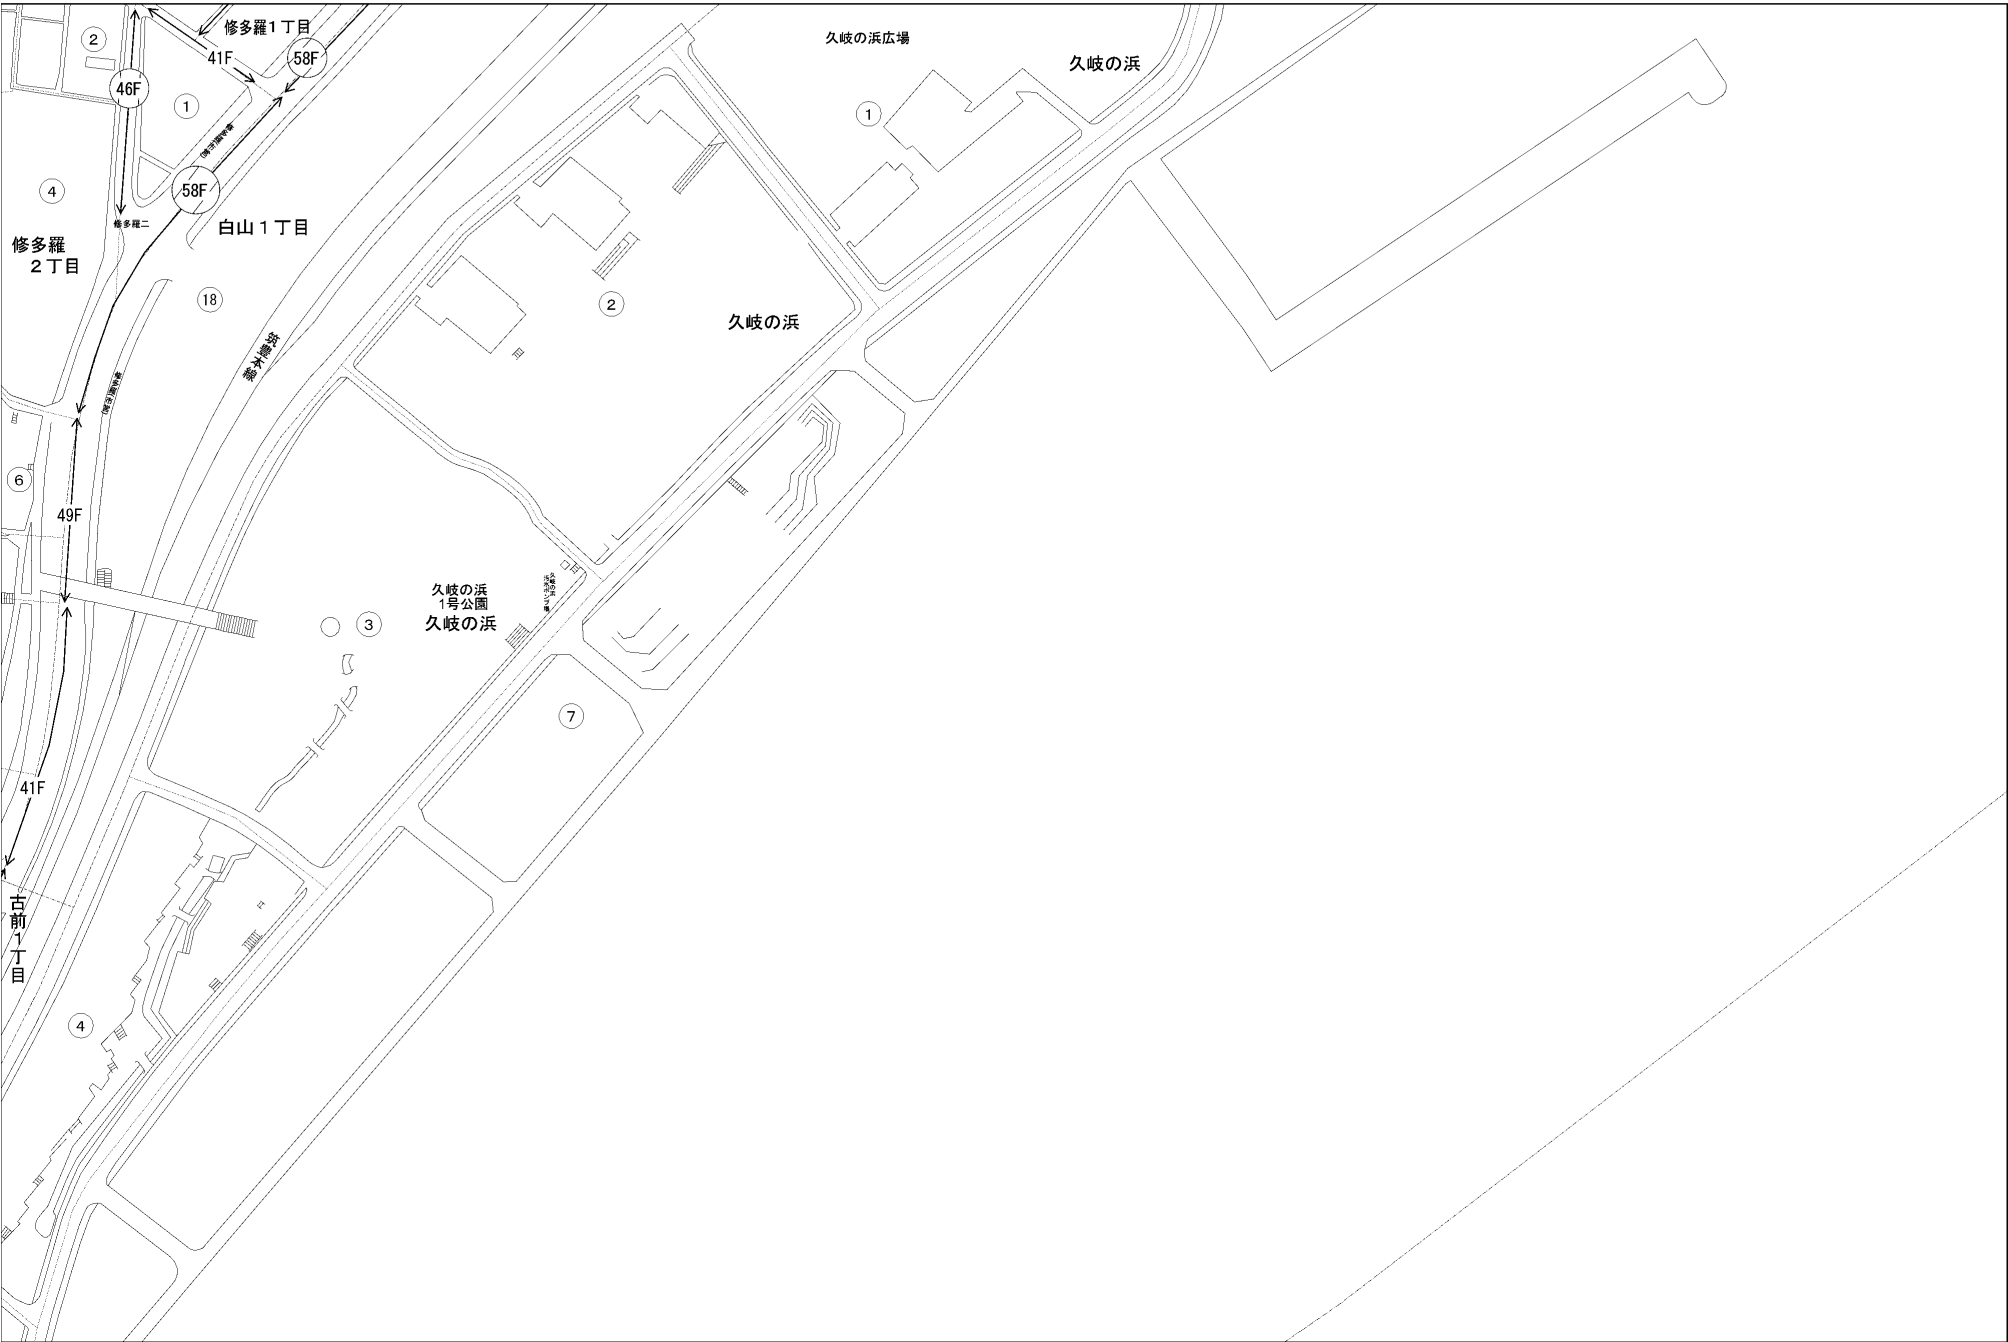 修多羅1丁目
②
41F
58F
46F
①
58F
④
修多羅二
白山1丁目
修多羅
2丁目
⑱
筑豊本線
久岐の浜広場
久岐の浜
①
②
久岐の浜
⑥
49F
久岐の浜
1号公園
久岐の浜
③
⑦
41F
古前1丁目
④